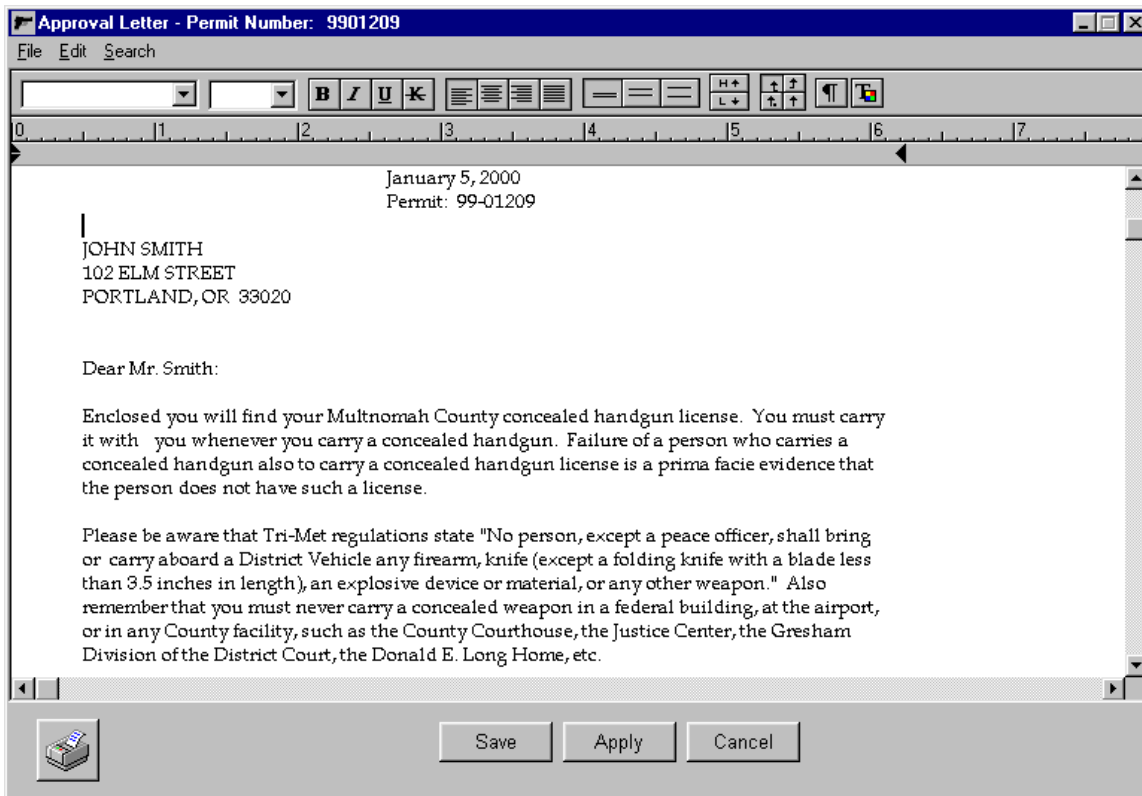 Approval Letter - Permit Number: 9901209
File Edit Search
B I U K H L ¶ T
0 1 2 3 4 5 6 7
January 5, 2000
Permit: 99-01209
JOHN SMITH
102 ELM STREET
PORTLAND, OR 33020
Dear Mr. Smith:
Enclosed you will find your Multnomah County concealed handgun license. You must carry
it with you whenever you carry a concealed handgun. Failure of a person who carries a
concealed handgun also to carry a concealed handgun license is a prima facie evidence that
the person does not have such a license.
Please be aware that Tri-Met regulations state "No person, except a peace officer, shall bring
or carry aboard a District Vehicle any firearm, knife (except a folding knife with a blade less
than 3.5 inches in length), an explosive device or material, or any other weapon." Also
remember that you must never carry a concealed weapon in a federal building, at the airport,
or in any County facility, such as the County Courthouse, the Justice Center, the Gresham
Division of the District Court, the Donald E. Long Home, etc.
Save Apply Cancel